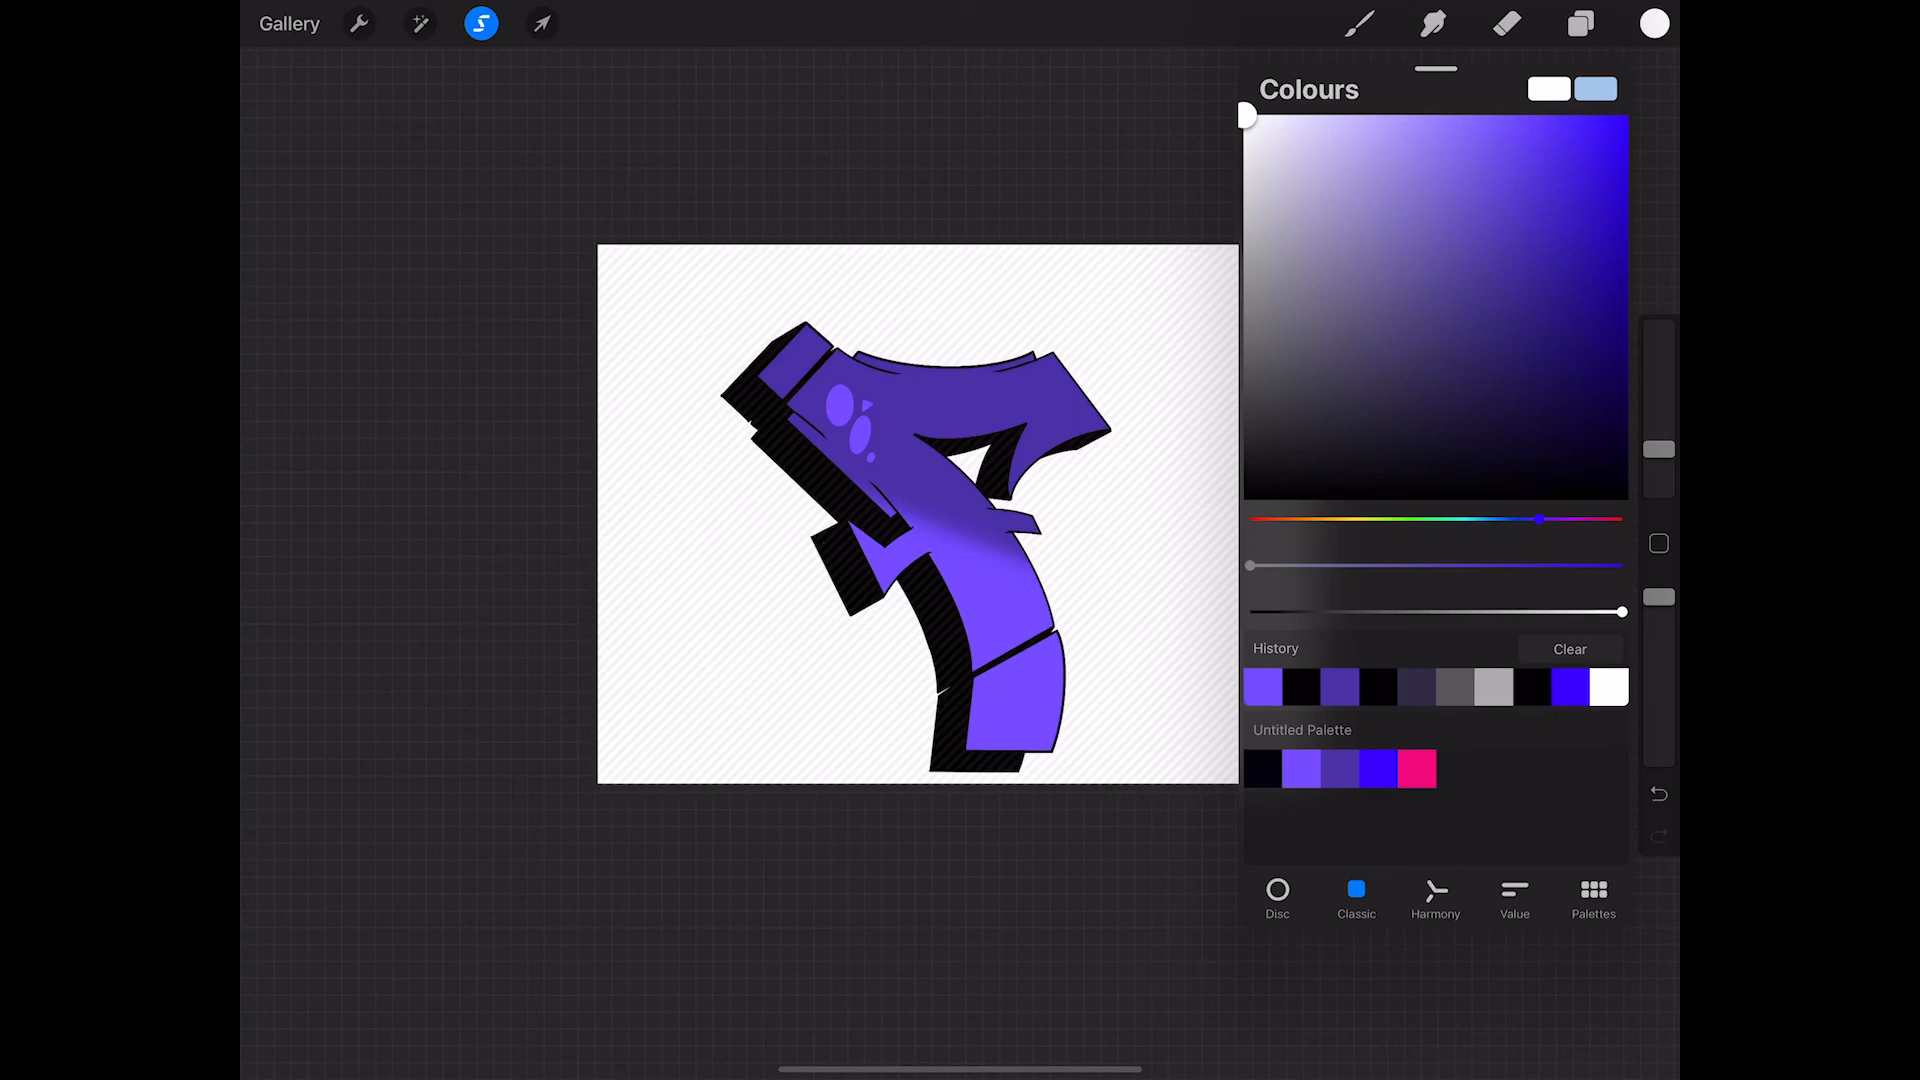 Gallery
Colours
History
Clear
Untitled Palette
Disc
Classic
Harmony
Value
Palettes